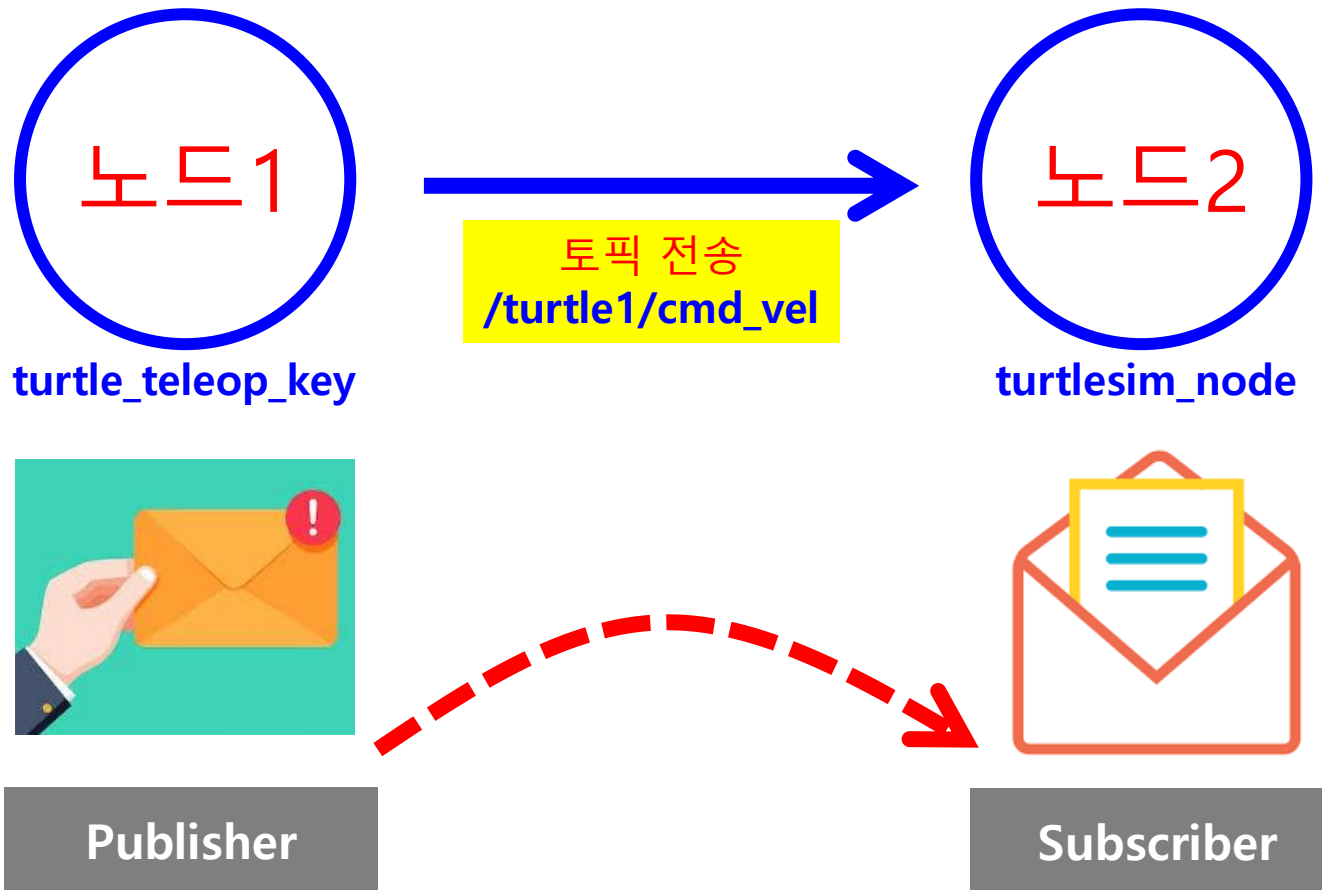 노드1
노드2
토픽 전송
/turtle1/cmd_vel
turtle_teleop_key
turtlesim_node
!
Publisher
Subscriber